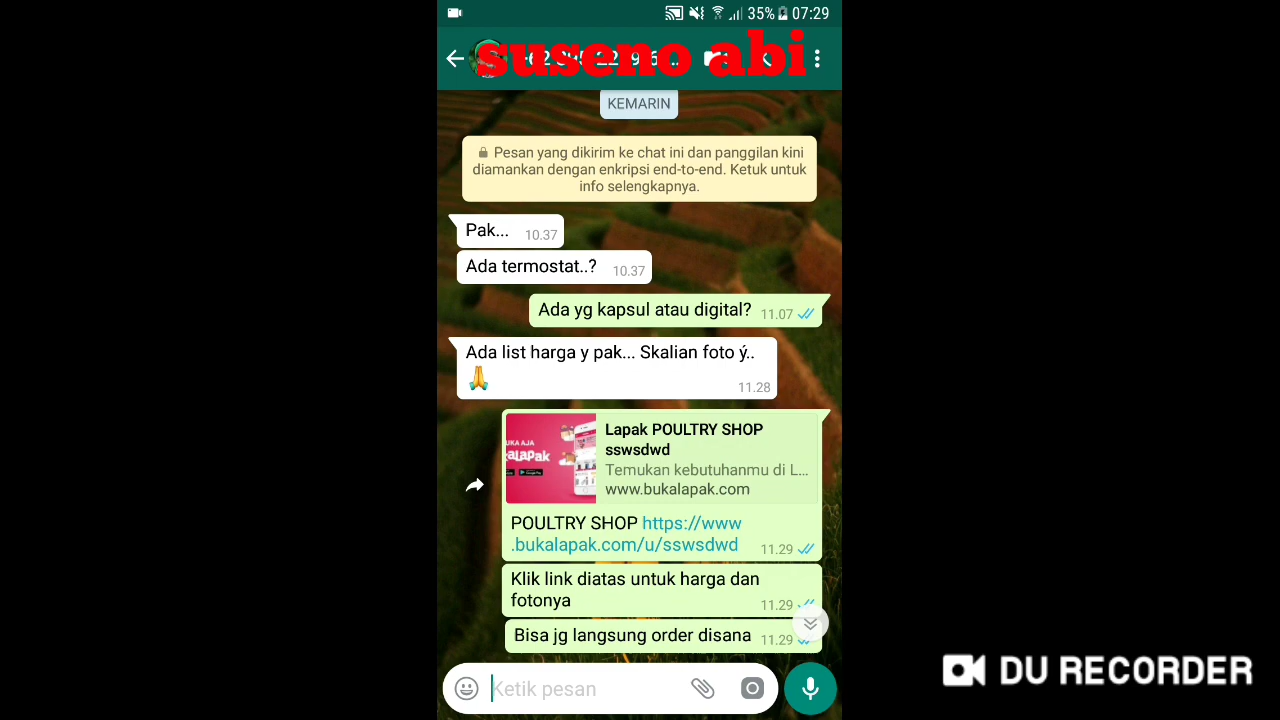 35% 07:29
suseno abi
KEMARIN
Pesan yang dikirim ke chat ini dan panggilan kini
diamankan dengan enkripsi end-to-end. Ketuk untuk
info selengkapnya.
Pak... 10.37
Ada termostat..? 10.37
Ada yg kapsul atau digital? 11.07
Ada list harga y pak... Skalian foto ý..
🙏 11.28
Lapak POULTRY SHOP
sswsdwd
Temukan kebutuhanmu di L...
www.bukalapak.com
POULTRY SHOP https://www
.bukalapak.com/u/sswsdwd 11.29
Klik link diatas untuk harga dan
fotonya 11.29
Bisa jg langsung order disana 11.29
Ketik pesan
DU RECORDER